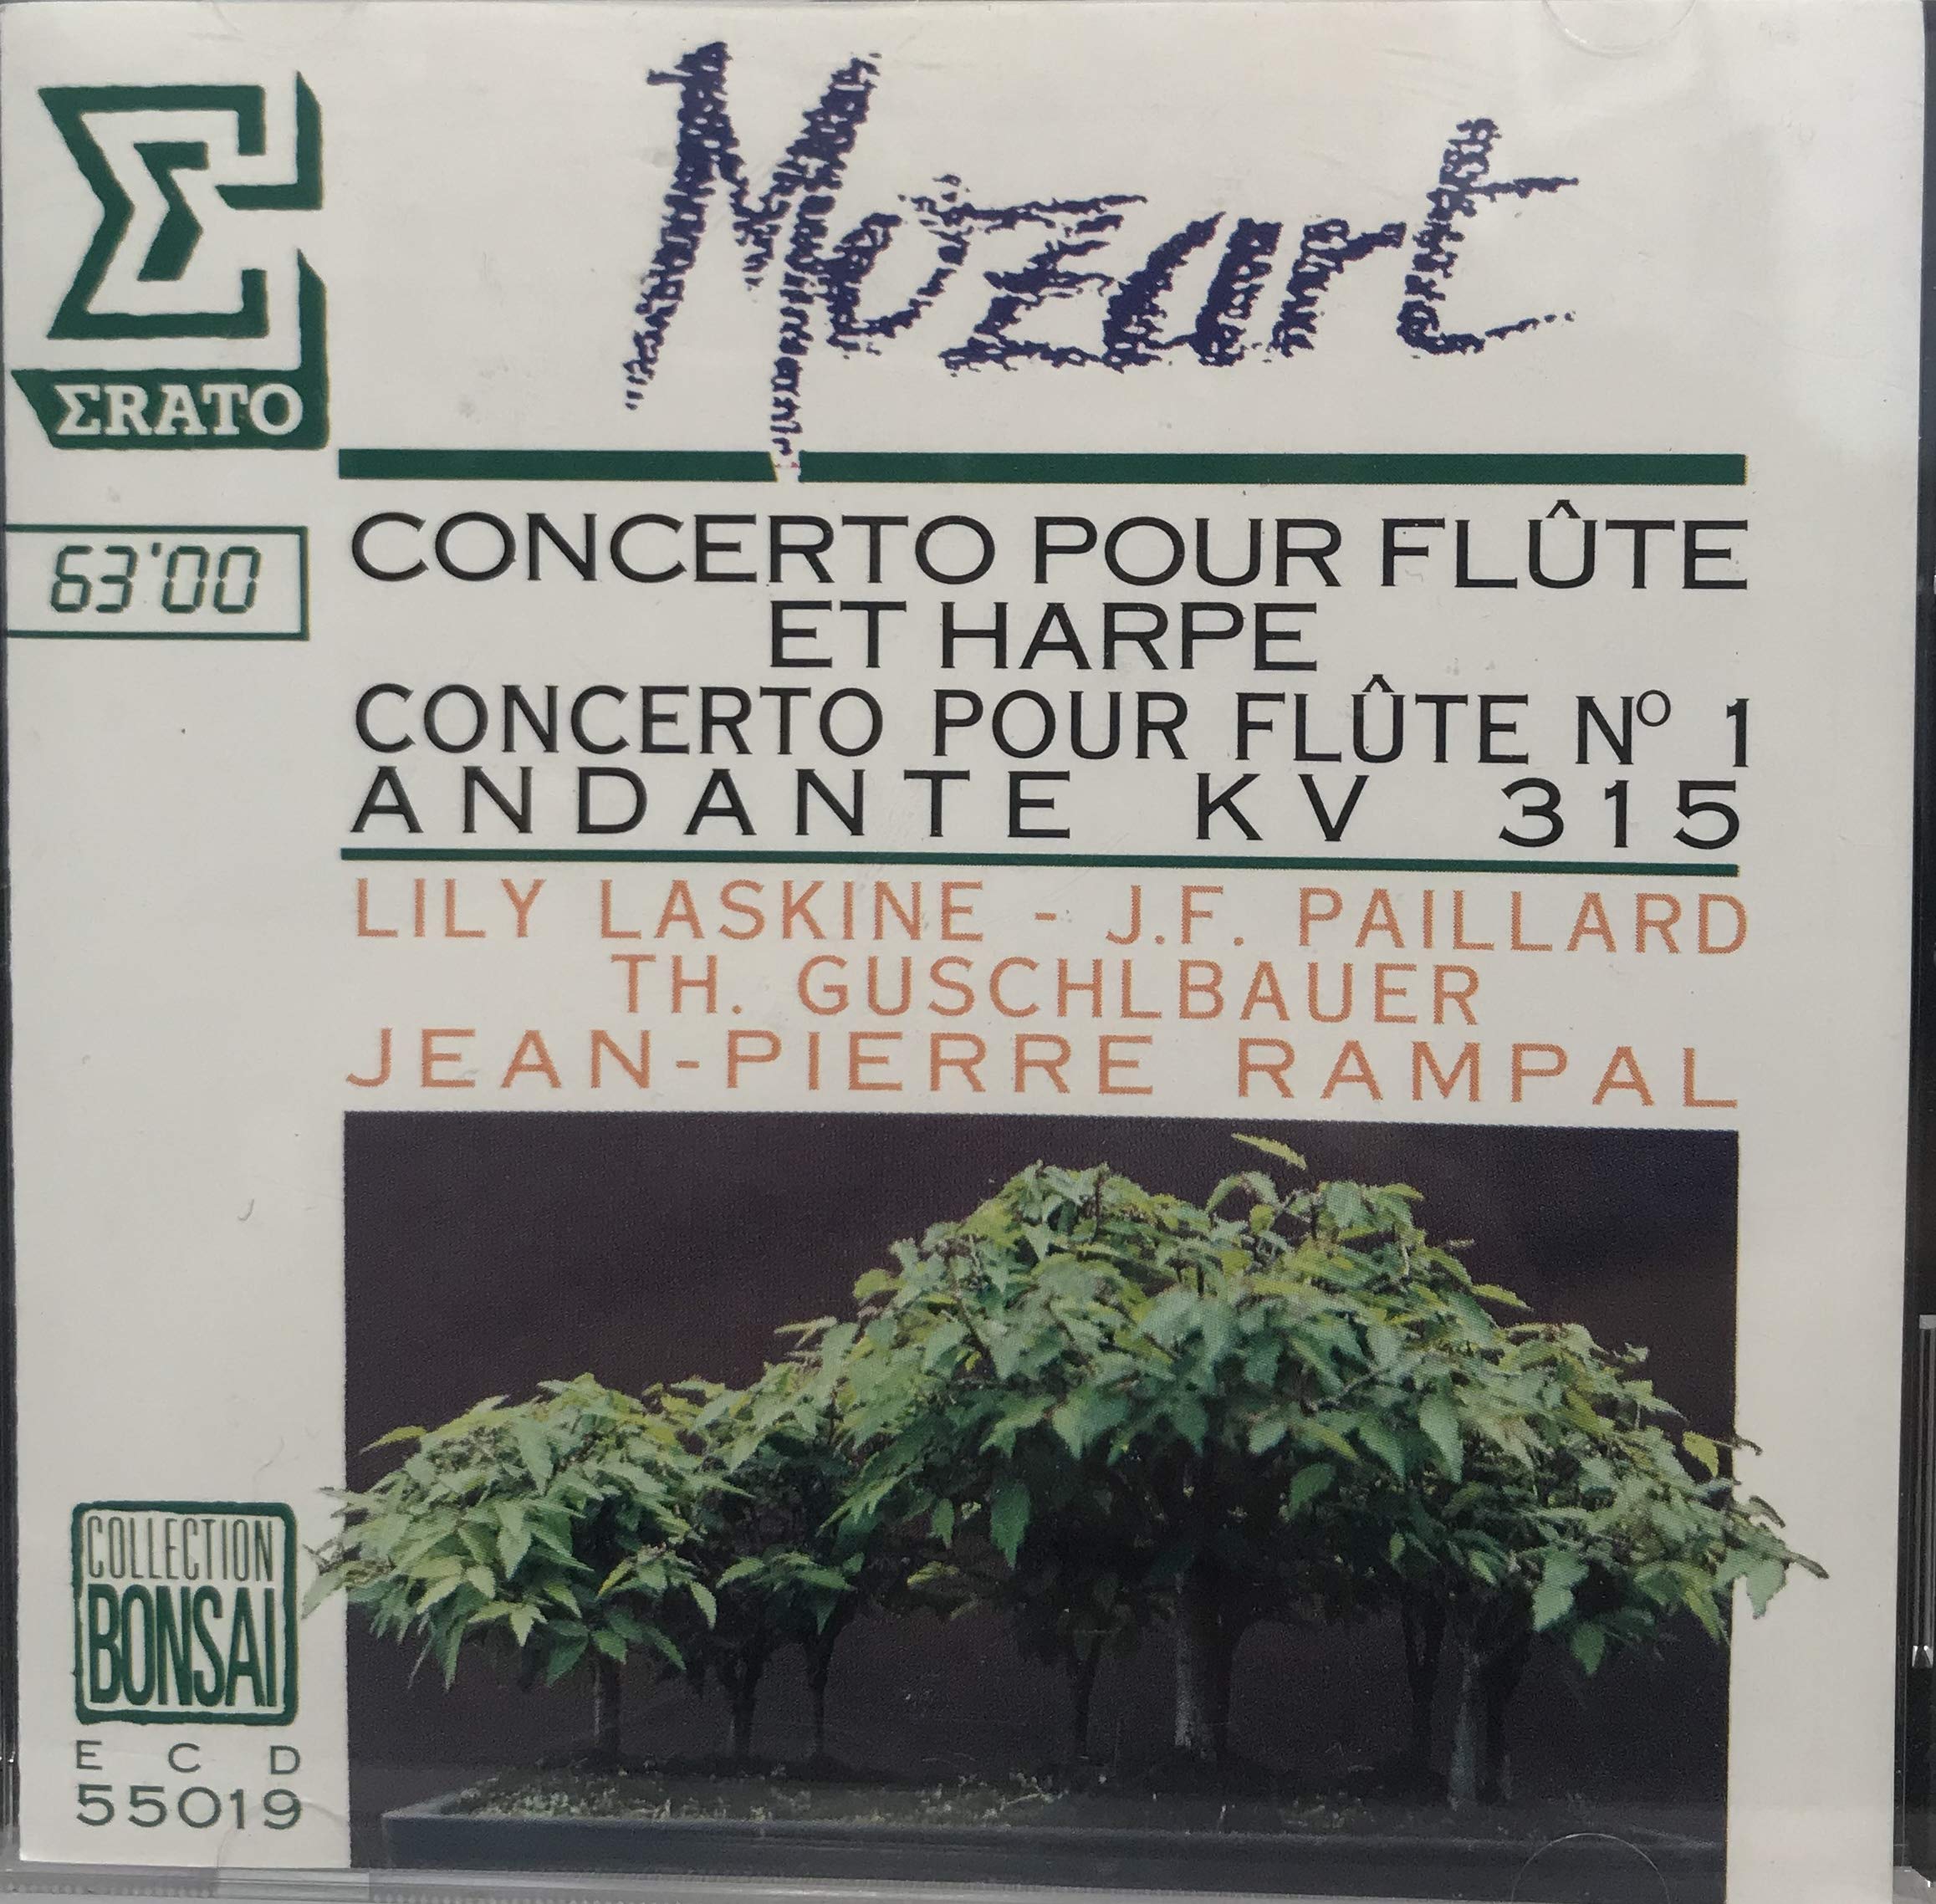 Mozart
ΣRATO
63'00
CONCERTO POUR FLÛTE
ET HARPE
CONCERTO POUR FLÛTE Nº 1
ANDANTE KV 315
LILY LASKINE - J.F. PAILLARD
TH. GUSCHLBAUER
JEAN-PIERRE RAMPAL
COLLECTION
BONSAI
ECD
55019